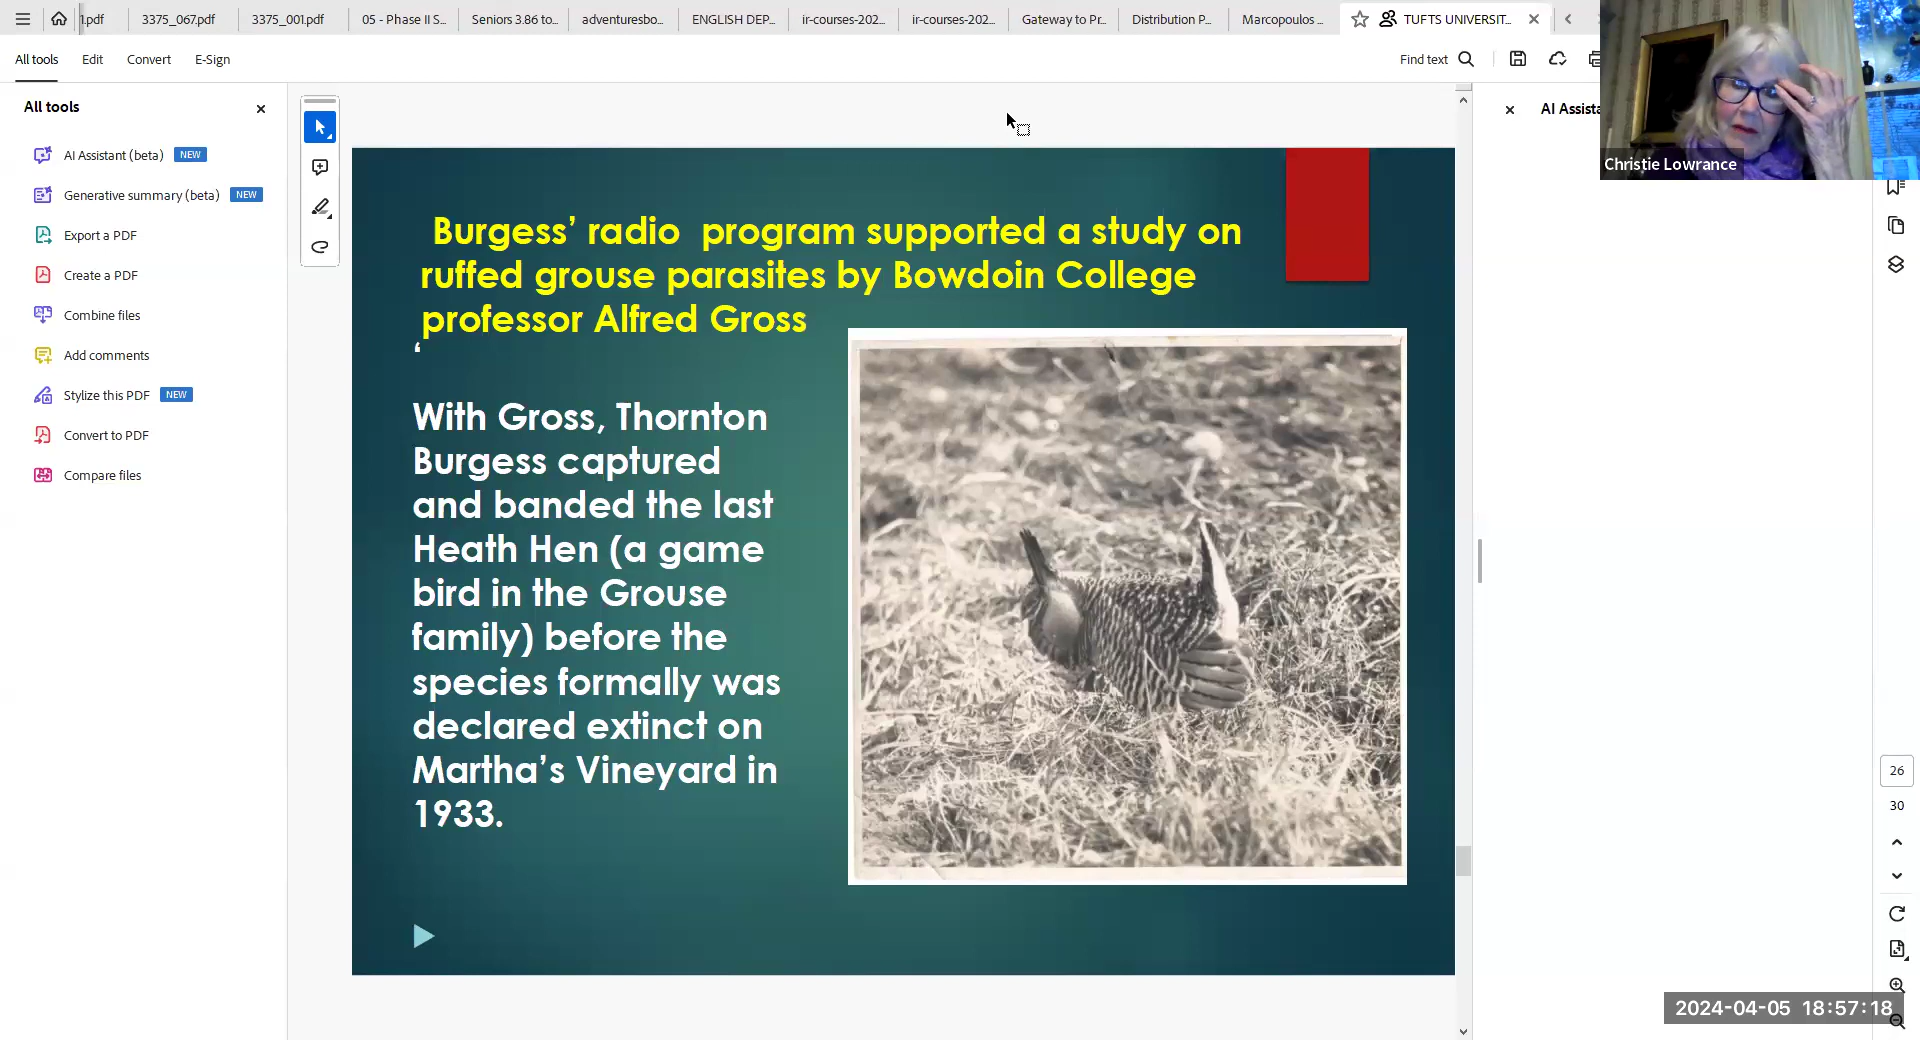 1.pdf
3375_067.pdf
3375_001.pdf
05 - Phase II S...
Seniors 3.86 to...
adventuresbo...
ENGLISH DEP...
ir-courses-202...
ir-courses-202...
Gateway to Pr...
Distribution P...
Marcopoulos ...
TUFTS UNIVERSIT...
All tools
Edit
Convert
E-Sign
Find text
All tools
AI Assistant (beta) NEW
Generative summary (beta) NEW
Export a PDF
Create a PDF
Combine files
Add comments
Stylize this PDF NEW
Convert to PDF
Compare files
Burgess’ radio program supported a study on
ruffed grouse parasites by Bowdoin College
professor Alfred Gross
‘
With Gross, Thornton
Burgess captured
and banded the last
Heath Hen (a game
bird in the Grouse
family) before the
species formally was
declared extinct on
Martha’s Vineyard in
1933.
AI Assista
Christie Lowrance
26
30
2024-04-05 18:57:18